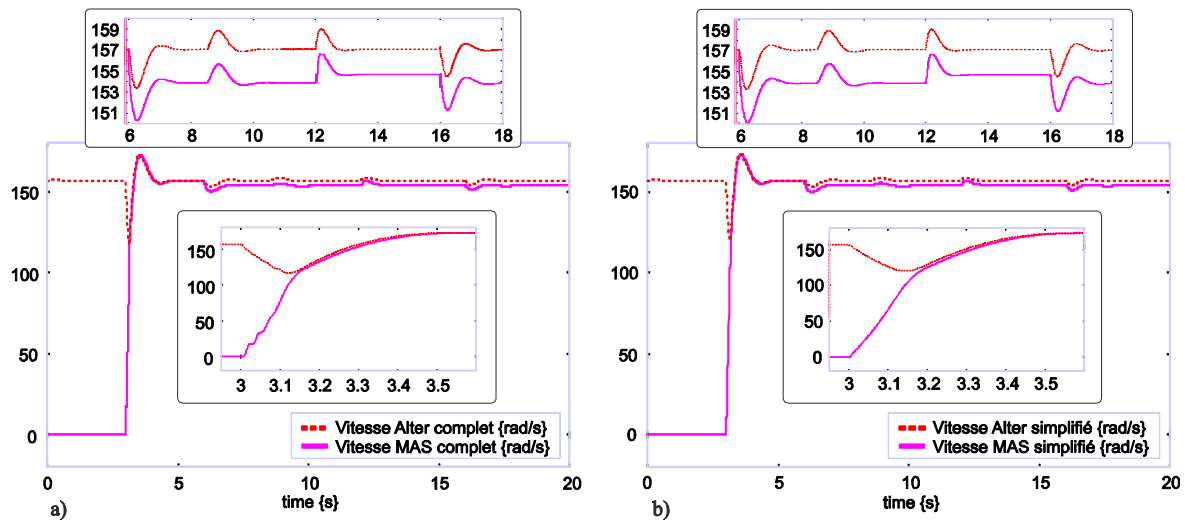 159
157
155
153
151
6 8 10 12 14 16 18
150
100
50
0
150
100
50
0
3 3.1 3.2 3.3 3.4 3.5
Vitesse Alter complet {rad/s}
Vitesse MAS complet {rad/s}
0 5 10 15 20
time {s}
a)
159
157
155
153
151
6 8 10 12 14 16 18
150
100
50
0
150
100
50
0
3 3.1 3.2 3.3 3.4 3.5
Vitesse Alter simplifié {rad/s}
Vitesse MAS simplifié {rad/s}
0 5 10 15 20
time {s}
b)